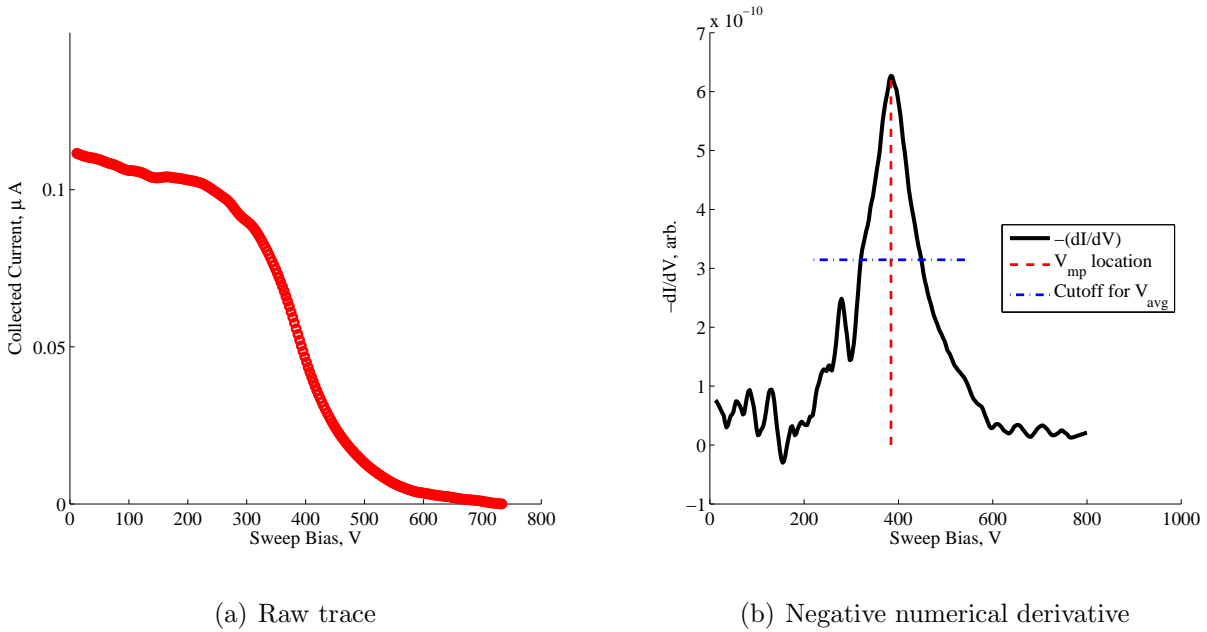 0.1
0.05
0
Collected Current, μ A
0 100 200 300 400 500 600 700 800
Sweep Bias, V
(a) Raw trace
x 10⁻¹⁰
7
6
5
4
3
2
1
0
−1
−dI/dV, arb.
−(dI/dV)
V_mp location
Cutoff for V_avg
0 200 400 600 800 1000
Sweep Bias, V
(b) Negative numerical derivative